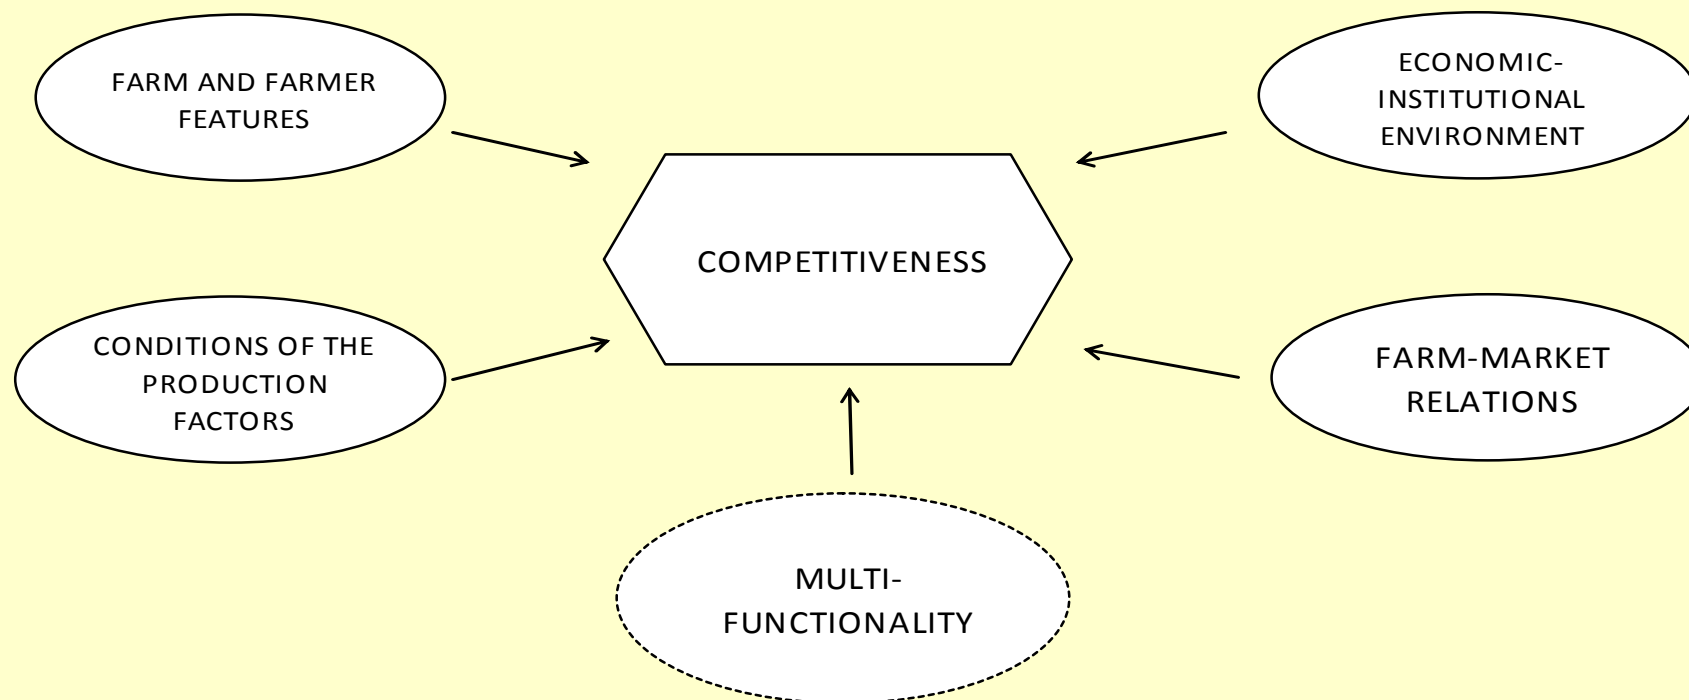 FARM AND FARMER
FEATURES
ECONOMIC-
INSTITUTIONAL
ENVIRONMENT
COMPETITIVENESS
CONDITIONS OF THE
PRODUCTION
FACTORS
FARM-MARKET
RELATIONS
MULTI-
FUNCTIONALITY